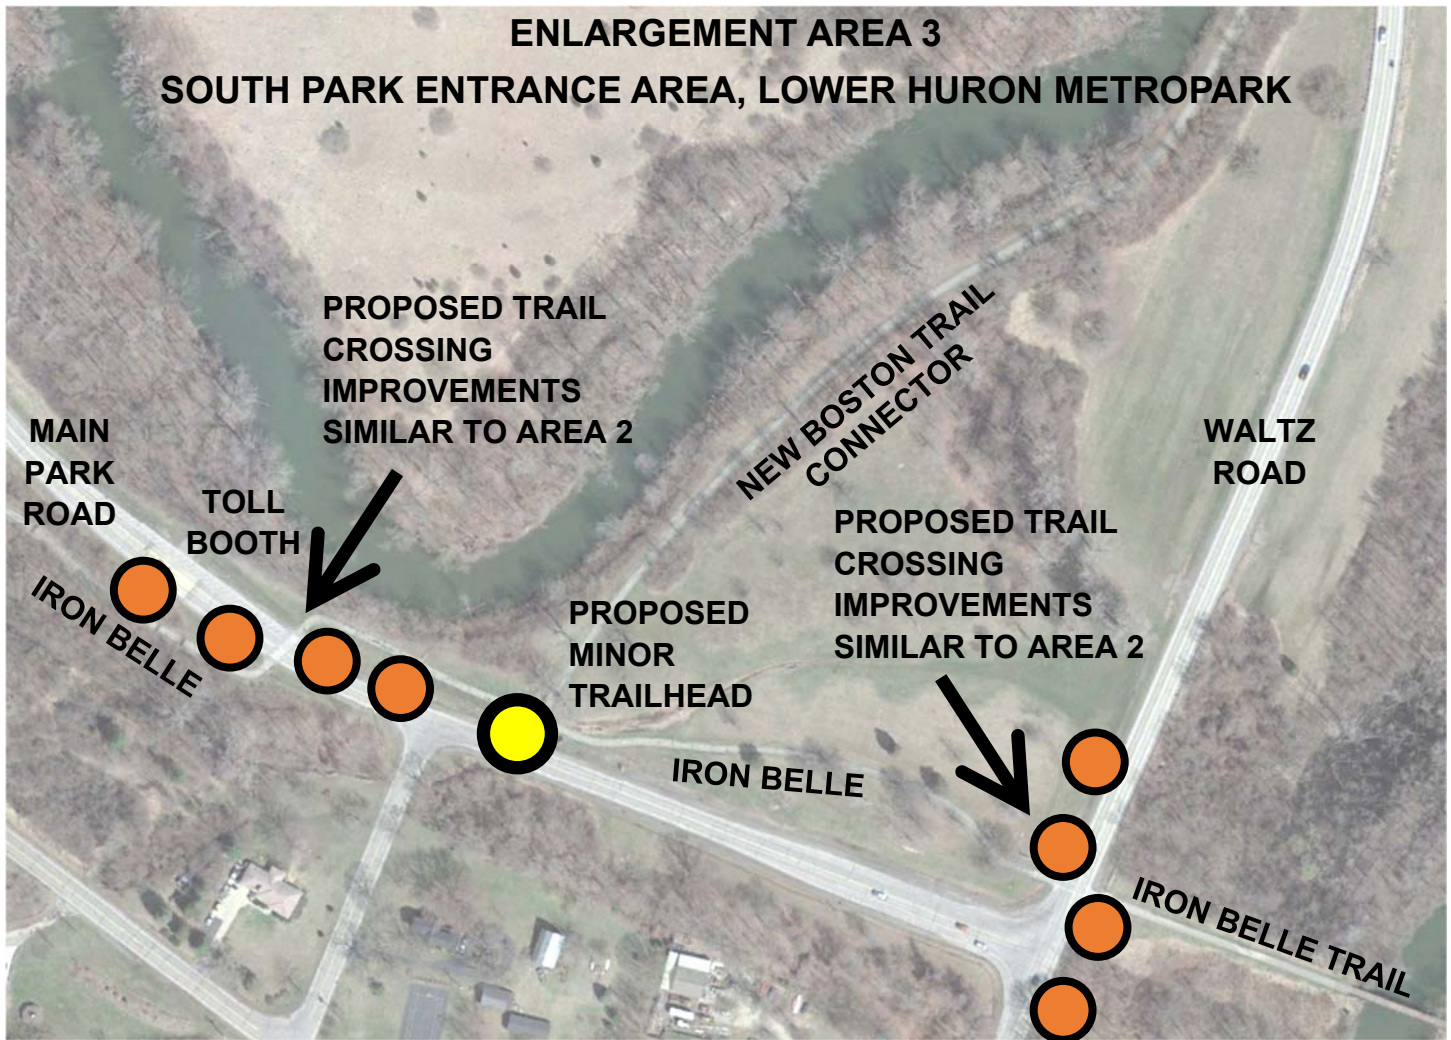 ENLARGEMENT AREA 3
SOUTH PARK ENTRANCE AREA, LOWER HURON METROPARK
PROPOSED TRAIL
CROSSING
IMPROVEMENTS
SIMILAR TO AREA 2
NEW BOSTON TRAIL
CONNECTOR
MAIN
PARK
ROAD
WALTZ
ROAD
TOLL
BOOTH
PROPOSED TRAIL
CROSSING
IMPROVEMENTS
SIMILAR TO AREA 2
IRON BELLE
PROPOSED
MINOR
TRAILHEAD
IRON BELLE
IRON BELLE TRAIL